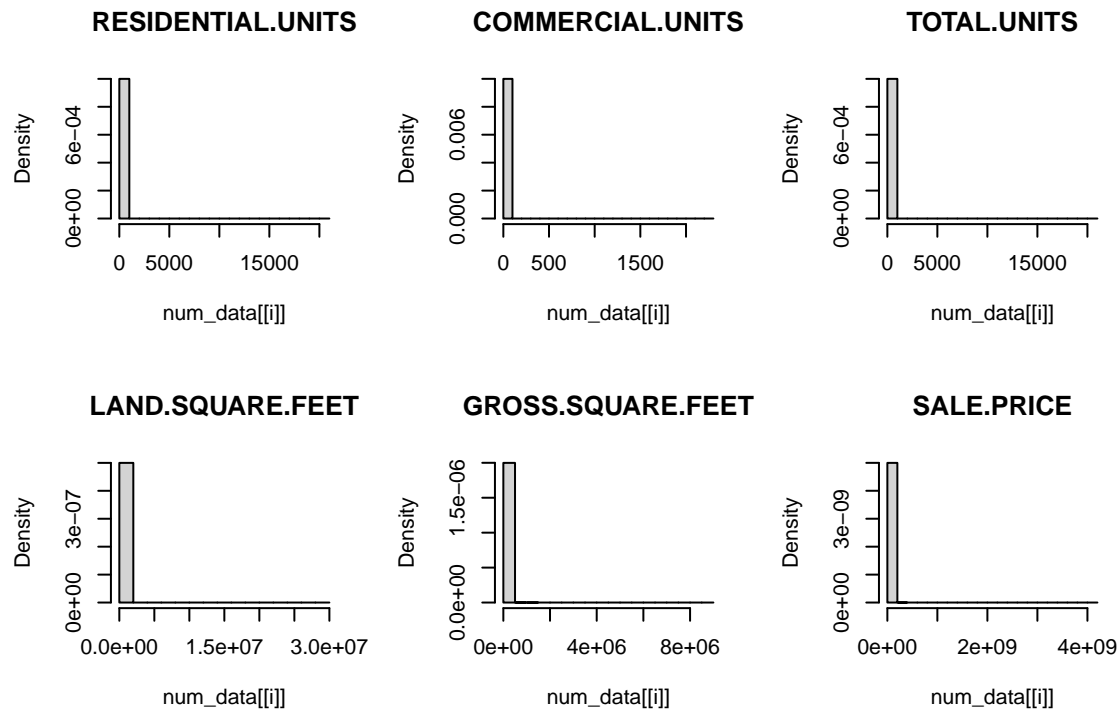 RESIDENTIAL.UNITS
Density
0e+00 6e−04
0 5000 15000
num_data[[i]]
COMMERCIAL.UNITS
Density
0.000 0.006
0 500 1500
num_data[[i]]
TOTAL.UNITS
Density
0e+00 6e−04
0 5000 15000
num_data[[i]]
LAND.SQUARE.FEET
Density
0e+00 3e−07
0.0e+00 1.5e+07 3.0e+07
num_data[[i]]
GROSS.SQUARE.FEET
Density
0.0e+00 1.5e−06
0e+00 4e+06 8e+06
num_data[[i]]
SALE.PRICE
Density
0e+00 3e−09
0e+00 2e+09 4e+09
num_data[[i]]